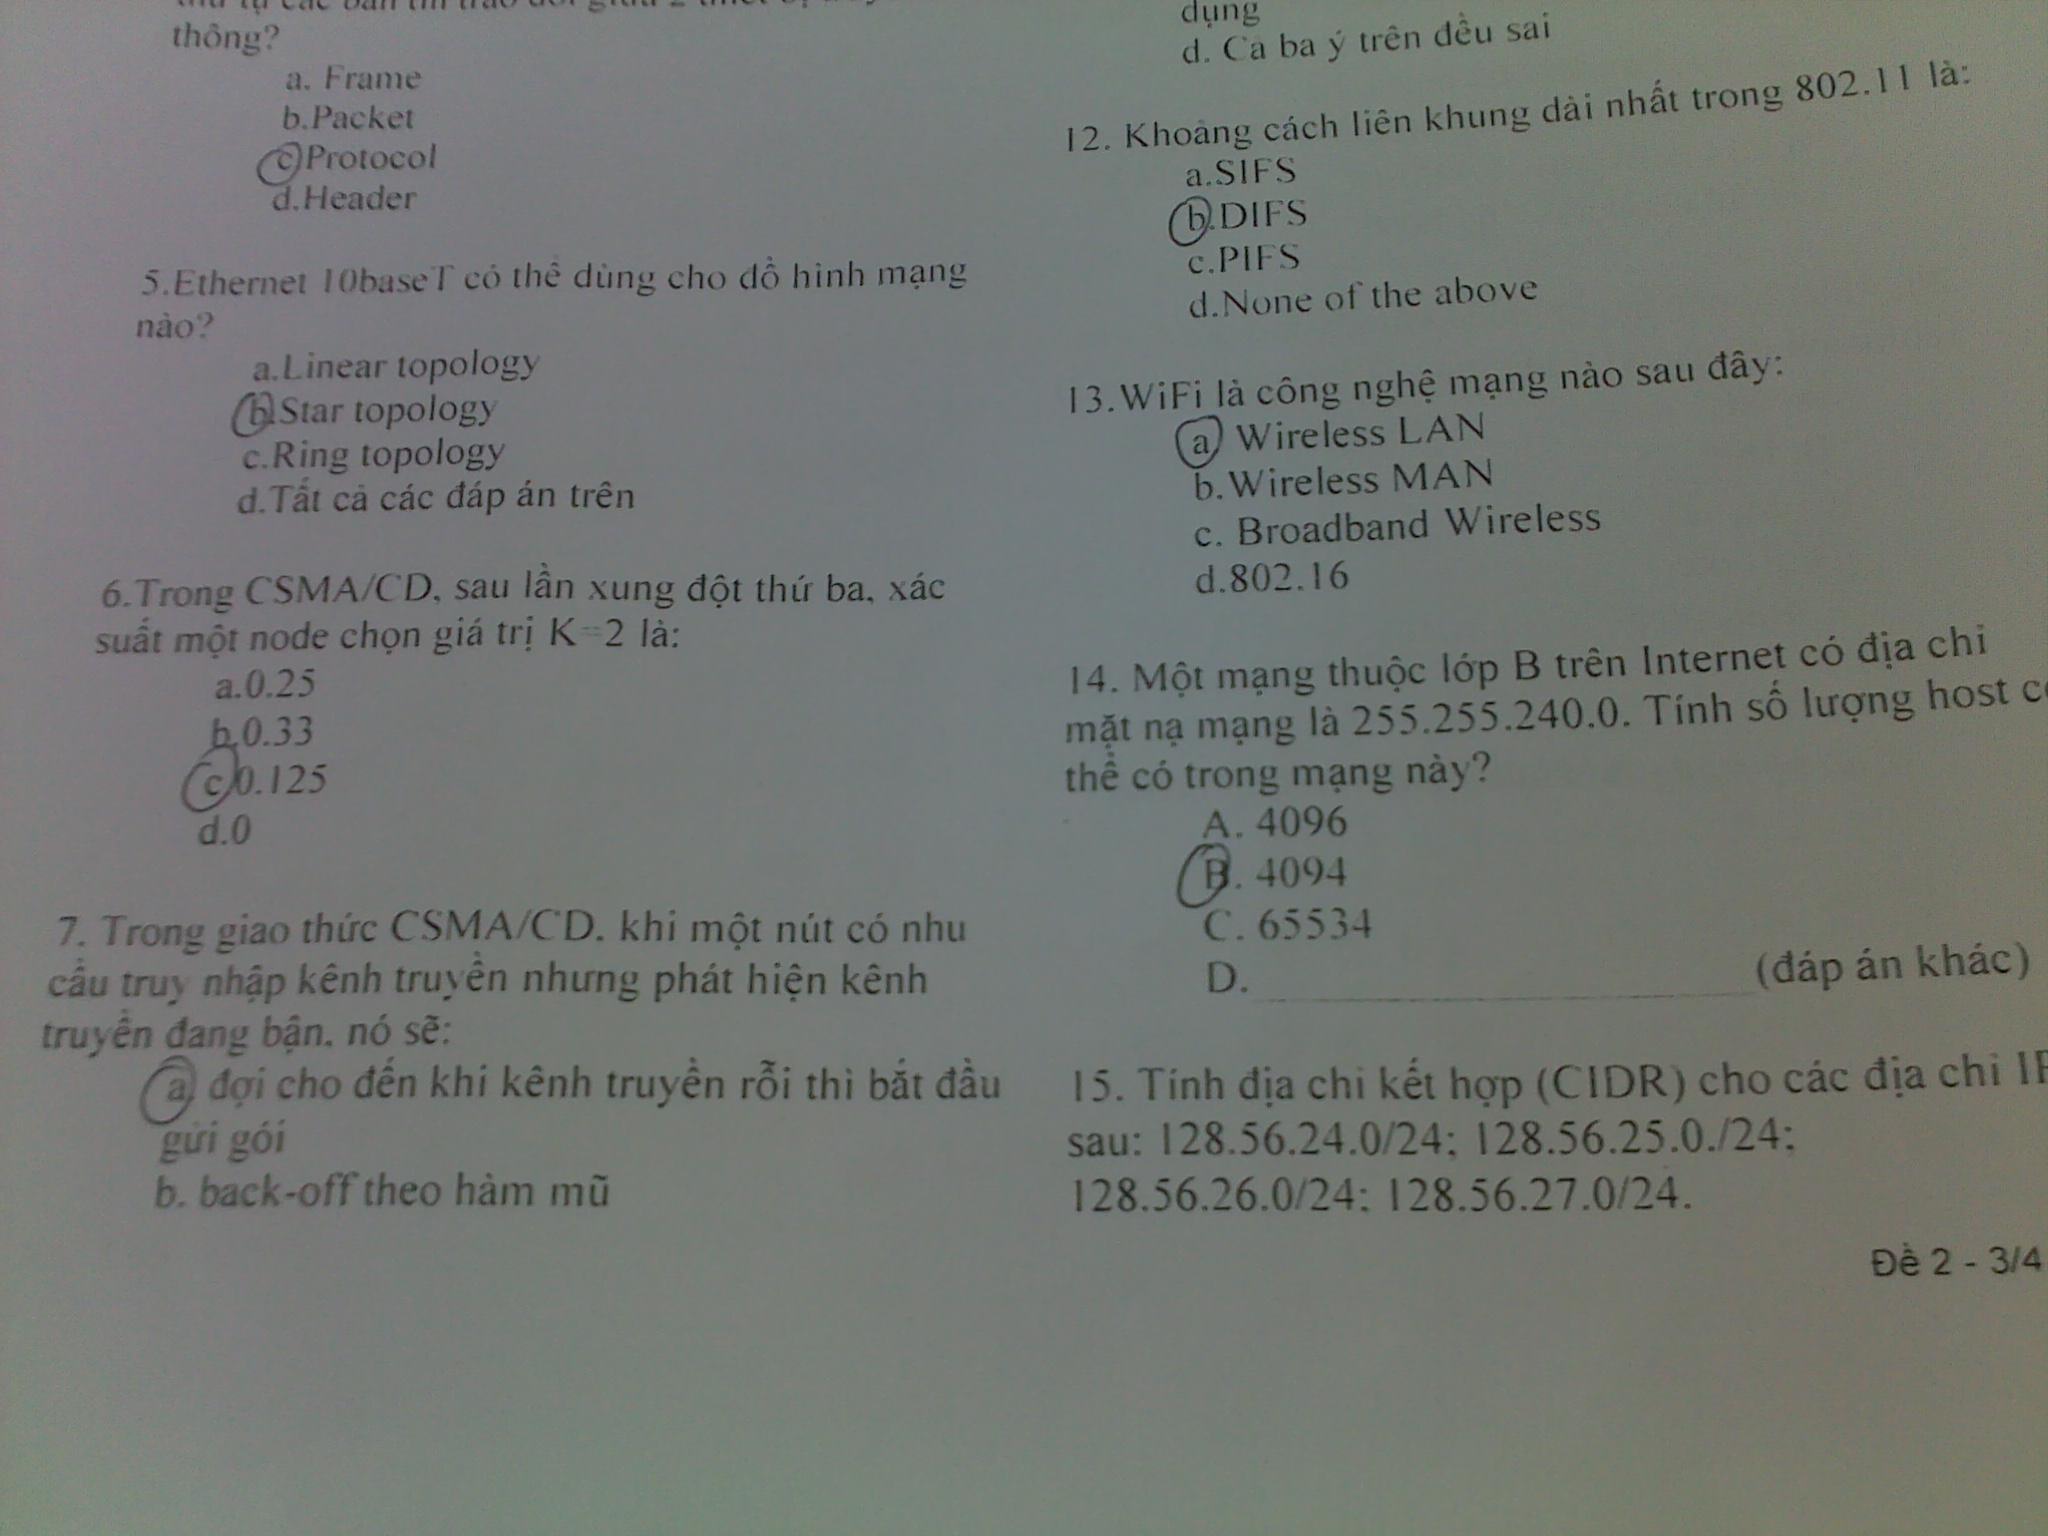 thông?
a. Frame
b.Packet
c.Protocol
d.Header
5.Ethernet 10baseT có thể dùng cho đồ hình mạng
nào?
a.Linear topology
b.Star topology
c.Ring topology
d.Tất cả các đáp án trên
6.Trong CSMA/CD, sau lần xung đột thứ ba, xác
suất một node chọn giá trị K=2 là:
a.0.25
b.0.33
c.0.125
d.0
7. Trong giao thức CSMA/CD, khi một nút có nhu
cầu truy nhập kênh truyền nhưng phát hiện kênh
truyền đang bận, nó sẽ:
a. đợi cho đến khi kênh truyền rỗi thì bắt đầu
gửi gói
b. back-off theo hàm mũ
dụng
d. Cả ba ý trên đều sai
12. Khoảng cách liên khung dài nhất trong 802.11 là:
a.SIFS
b.DIFS
c.PIFS
d.None of the above
13.WiFi là công nghệ mạng nào sau đây:
a. Wireless LAN
b.Wireless MAN
c. Broadband Wireless
d.802.16
14. Một mạng thuộc lớp B trên Internet có địa chỉ
mặt nạ mạng là 255.255.240.0. Tính số lượng host
thể có trong mạng này?
A. 4096
B. 4094
C. 65534
D. (đáp án khác)
15. Tính địa chỉ kết hợp (CIDR) cho các địa chỉ IP
sau: 128.56.24.0/24; 128.56.25.0./24;
128.56.26.0/24; 128.56.27.0/24.
Đề 2 - 3/4